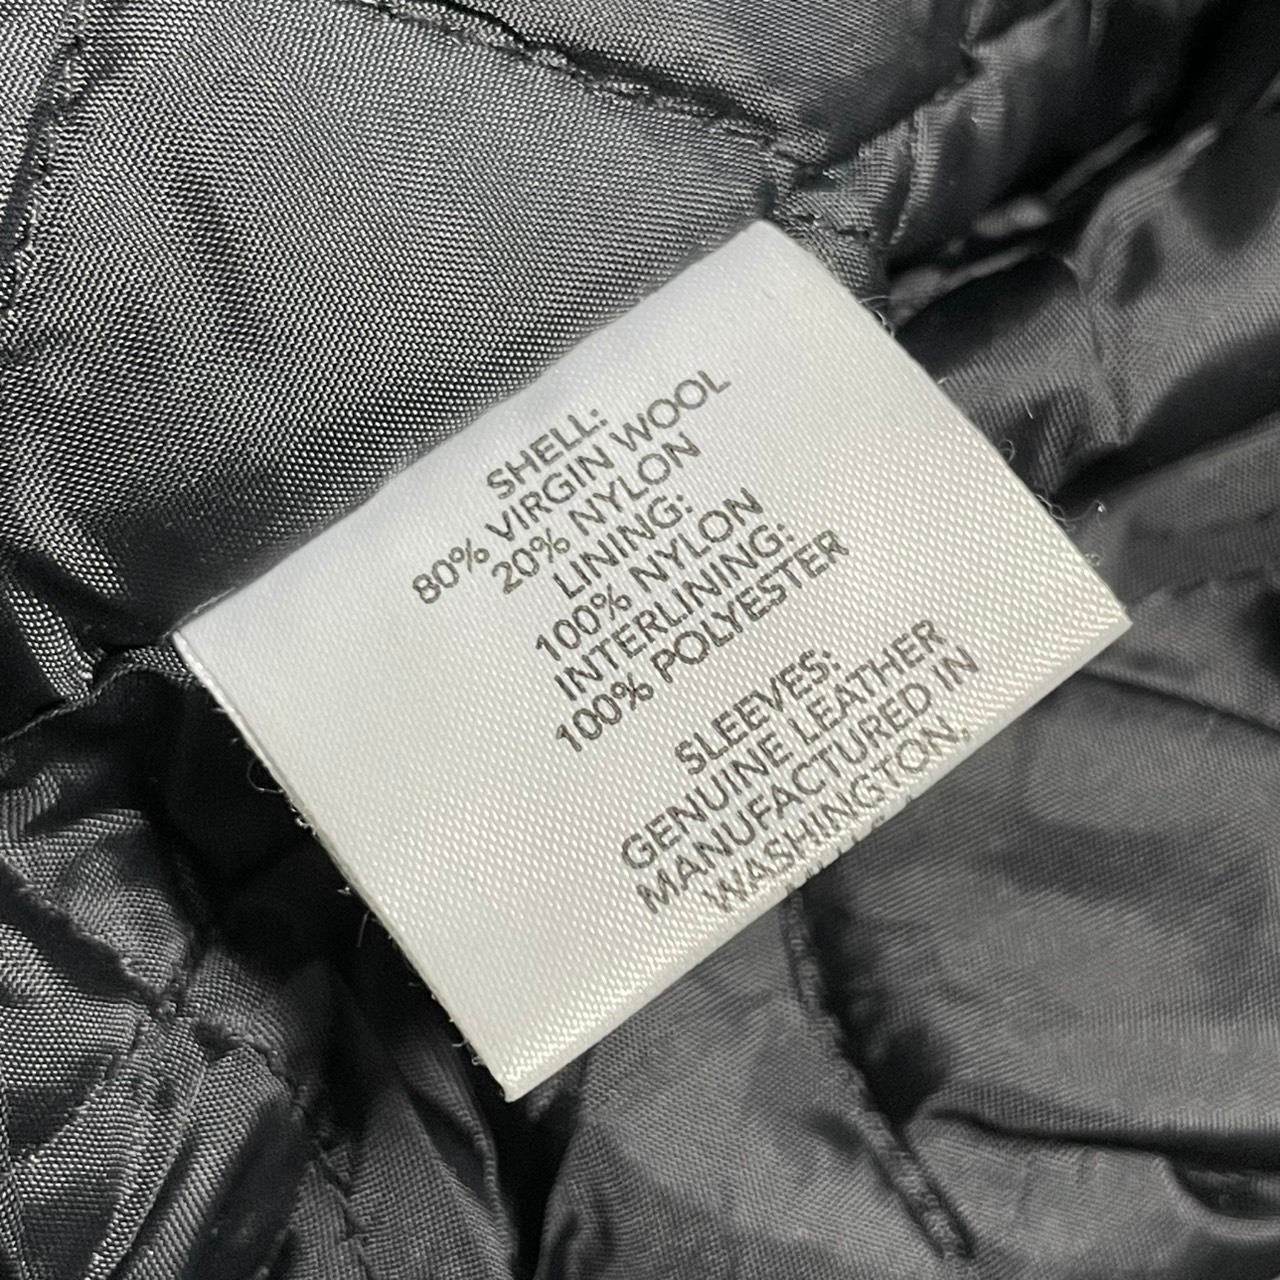 SHELL:
80% VIRGIN WOOL
20% NYLON
LINING:
100% NYLON
INTERLINING:
100% POLYESTER
SLEEVES:
GENUINE LEATHER
MANUFACTURED IN
WASHINGTON,